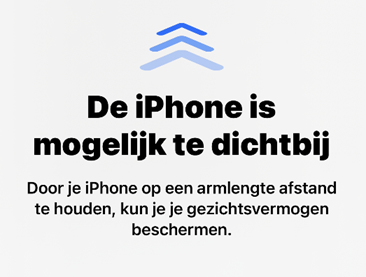 De iPhone is
mogelijk te dichtbij
Door je iPhone op een armlengte afstand
te houden, kun je je gezichtsvermogen
beschermen.